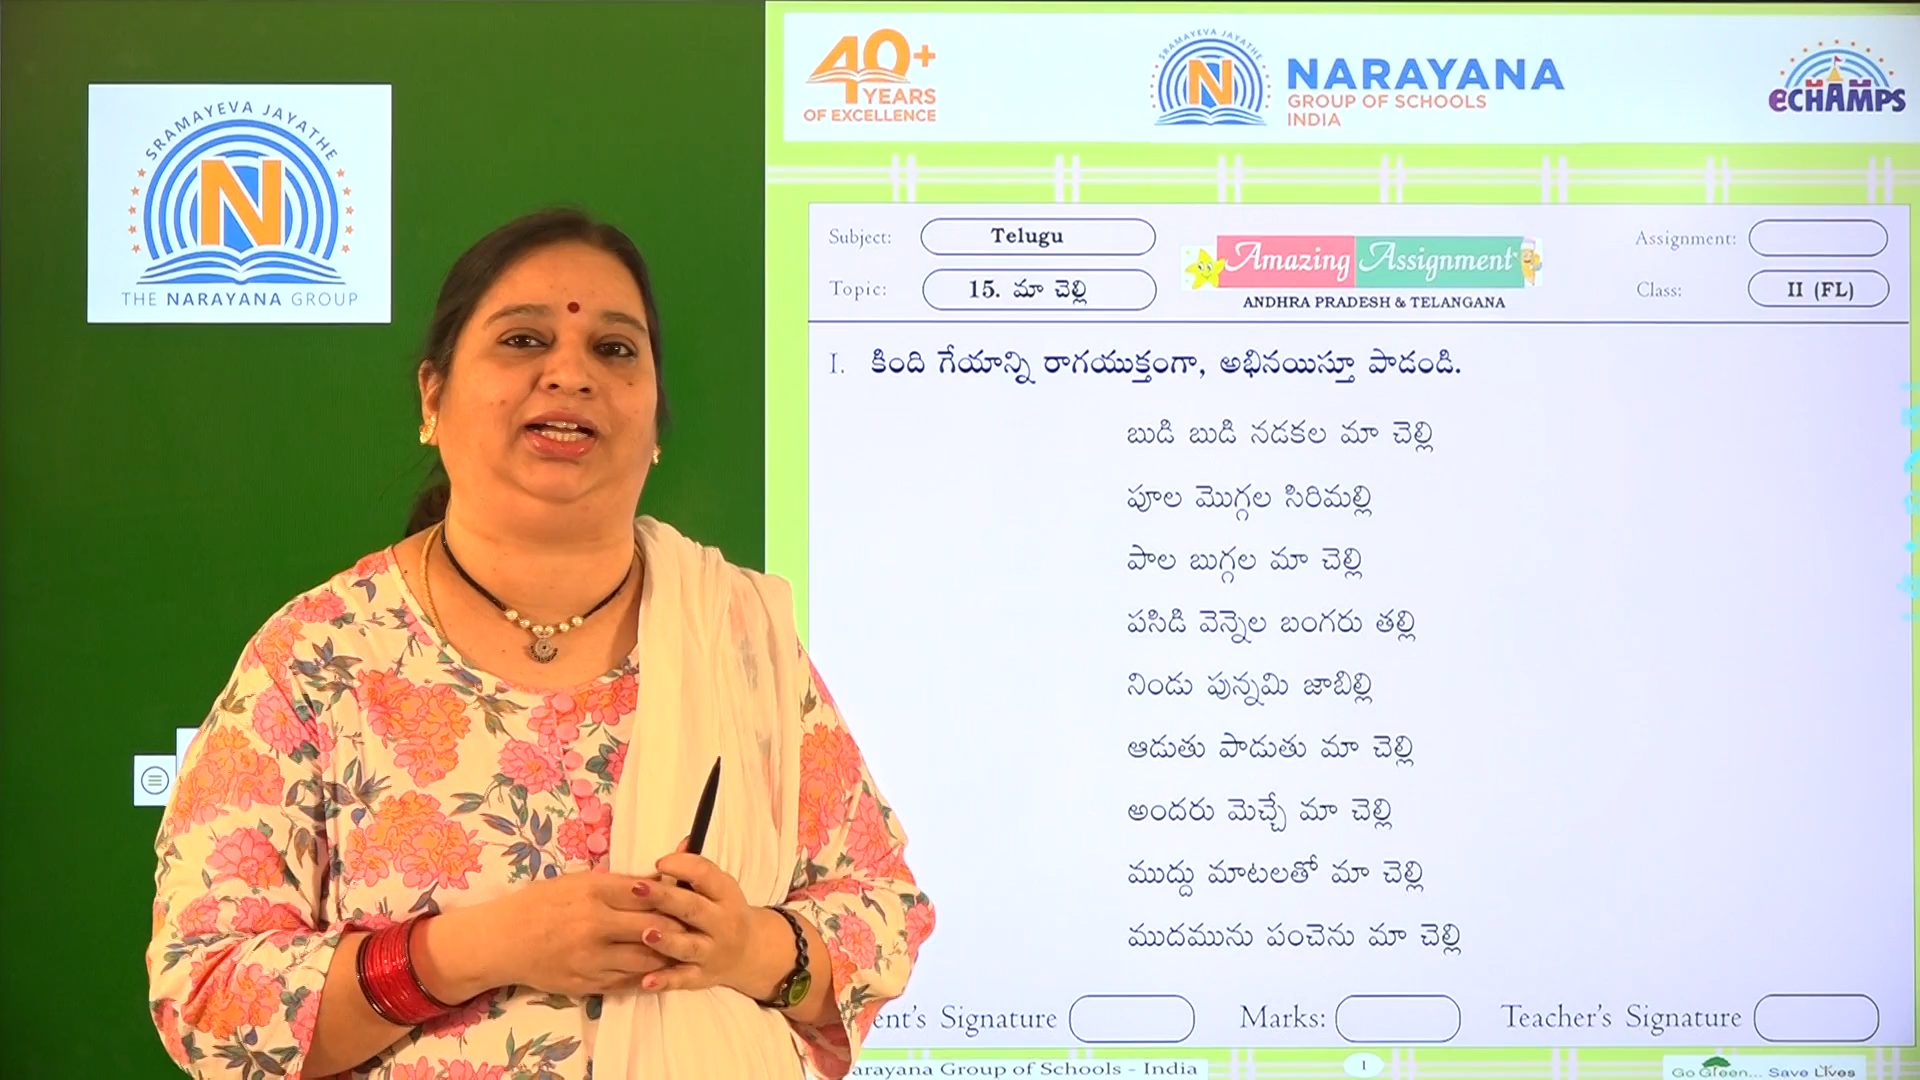 SRAMAYEVA JAYATHE
N
THE NARAYANA GROUP
40+
YEARS
OF EXCELLENCE
SRAMAYEVA JAYATHE
N
NARAYANA
GROUP OF SCHOOLS
INDIA
eCHAMPS
Subject: Telugu
Amazing Assignment
Assignment:
Topic: 15. మా చెల్లి
ANDHRA PRADESH & TELANGANA
Class: II (FL)
I. కింది గేయాన్ని రాగయుక్తంగా, అభినయిస్తూ పాడండి.
బుడి బుడి నడకల మా చెల్లి
పూల మొగ్గల సిరిమల్లి
పాల బుగ్గల మా చెల్లి
పసిడి వెన్నెల బంగరు తల్లి
నిండు పున్నమి జాబిల్లి
ఆడుతు పాడుతు మా చెల్లి
అందరు మెచ్చే మా చెల్లి
ముద్దు మాటలతో మా చెల్లి
ముదమును పంచెను మా చెల్లి
ent's Signature Marks: Teacher's Signature
arayana Group of Schools - India
1
Go Green... Save Lives